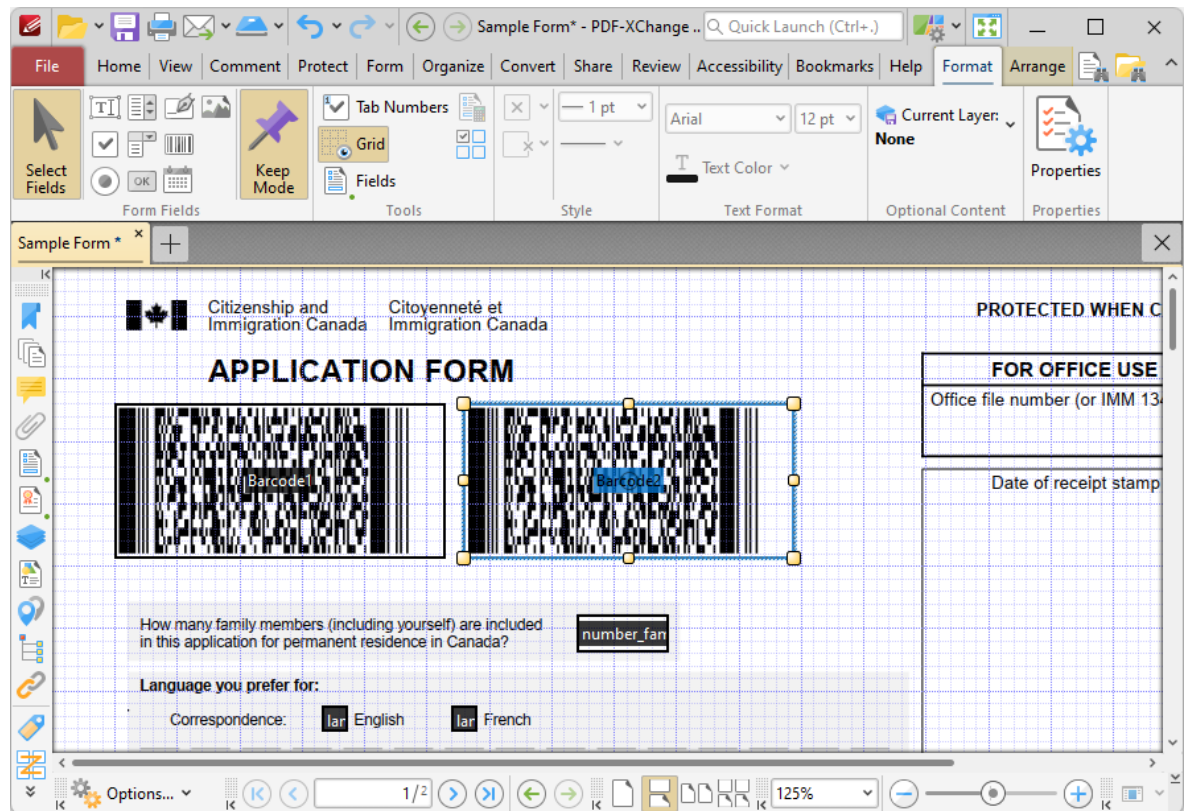 Sample Form* - PDF-XChange ..
Quick Launch (Ctrl+.)
File Home View Comment Protect Form Organize Convert Share Review Accessibility Bookmarks Help Format Arrange
Select Fields
OK
Keep Mode
Tab Numbers
Grid
Fields
1 pt
Arial
12 pt
Text Color
Current Layer:
None
Properties
Form Fields Tools Style Text Format Optional Content Properties
Sample Form *
Citizenship and Immigration Canada
Citoyenneté et Immigration Canada
PROTECTED WHEN C
APPLICATION FORM
FOR OFFICE USE
Office file number (or IMM 134
Barcode1
Barcode2
Date of receipt stamp
How many family members (including yourself) are included
in this application for permanent residence in Canada?
number_fam
Language you prefer for:
Correspondence: lan English lan French
Options...
1/2
125%